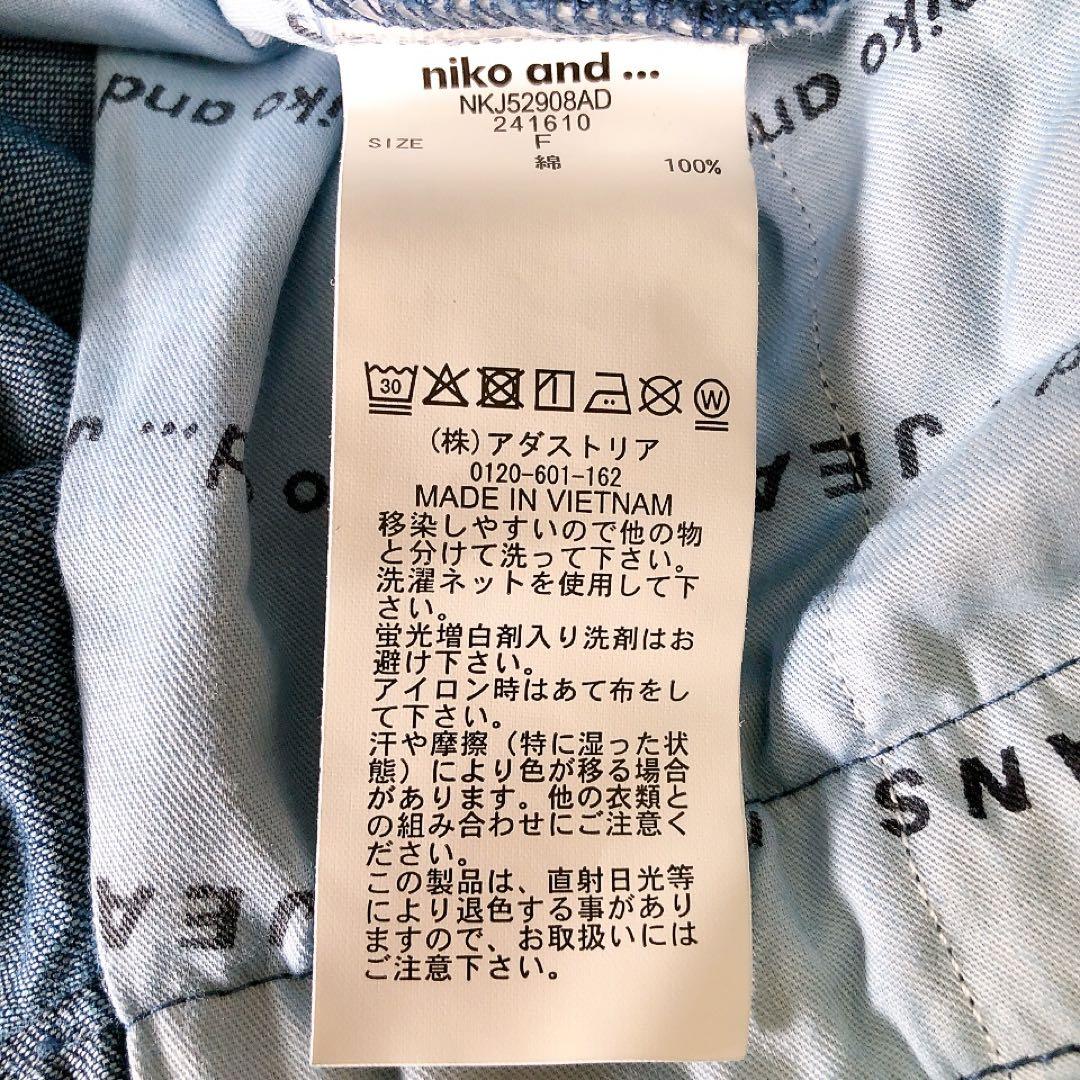 niko and ...
NKJ52908AD
241610
SIZE F
綿 100%
30
W
(株)アダストリア
0120-601-162
MADE IN VIETNAM
移染しやすいので他の物
と分けて洗って下さい。
洗濯ネットを使用して下
さい。
蛍光増白剤入り洗剤はお
避け下さい。
アイロン時はあて布をし
て下さい。
汗や摩擦（特に湿った状
態）により色が移る場合
があります。他の衣類と
の組み合わせにご注意く
ださい。
この製品は、直射日光等
により退色する事があり
ますので、お取扱いには
ご注意下さい。
niko and
niko and
JEA
ANS
JEA